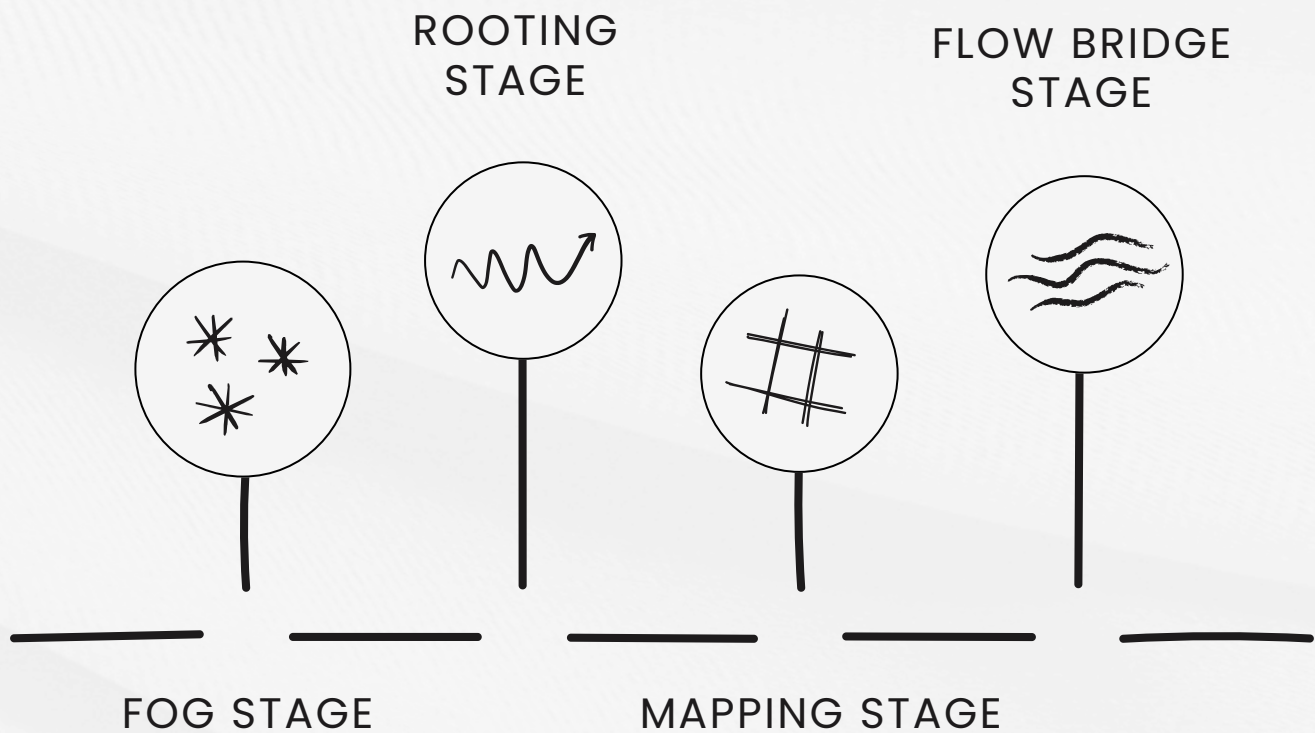 ROOTING
STAGE
FLOW BRIDGE
STAGE
FOG STAGE
MAPPING STAGE